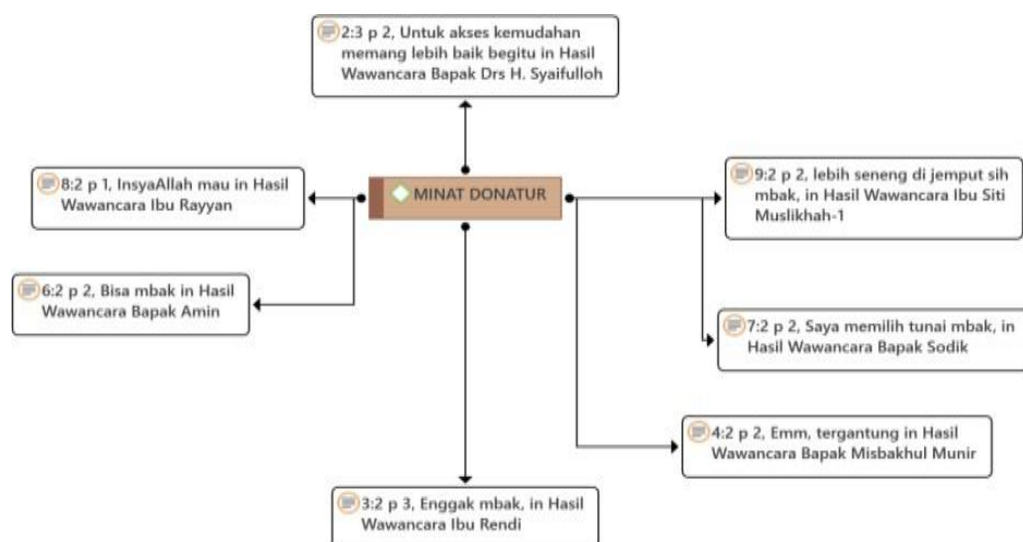 2:3 p 2, Untuk akses kemudahan
memang lebih baik begitu in Hasil
Wawancara Bapak Drs H. Syaifulloh
8:2 p 1, InsyaAllah mau in Hasil
Wawancara Ibu Rayyan
MINAT DONATUR
9:2 p 2, lebih seneng di jemput sih
mbak, in Hasil Wawancara Ibu Siti
Muslikhah-1
6:2 p 2, Bisa mbak in Hasil
Wawancara Bapak Amin
7:2 p 2, Saya memilih tunai mbak, in
Hasil Wawancara Bapak Sodik
4:2 p 2, Emm, tergantung in Hasil
Wawancara Bapak Misbakhul Munir
3:2 p 3, Enggak mbak, in Hasil
Wawancara Ibu Rendi